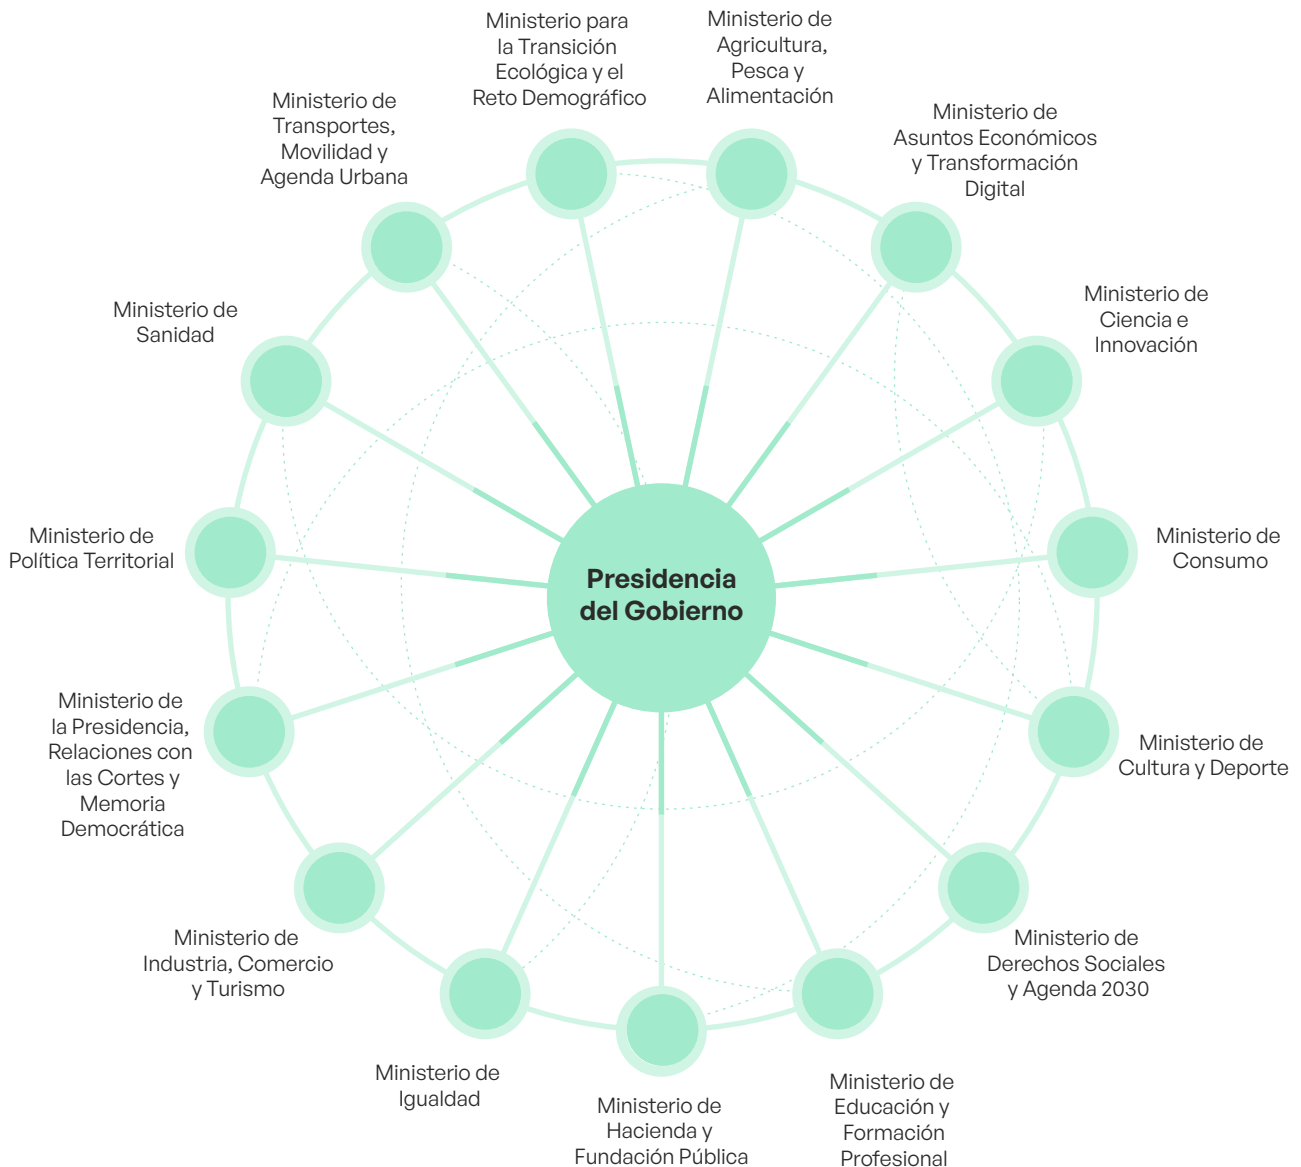 Ministerio para
la Transición
Ecológica y el
Reto Demográfico
Ministerio de
Agricultura,
Pesca y
Alimentación
Ministerio de
Asuntos Económicos
y Transformación
Digital
Ministerio de
Ciencia e
Innovación
Ministerio de
Consumo
Ministerio de
Cultura y Deporte
Ministerio de
Derechos Sociales
y Agenda 2030
Ministerio de
Educación y
Formación
Profesional
Ministerio de
Hacienda y
Fundación Pública
Ministerio de
Igualdad
Ministerio de
Industria, Comercio
y Turismo
Ministerio de
la Presidencia,
Relaciones con
las Cortes y
Memoria
Democrática
Ministerio de
Política Territorial
Ministerio de
Sanidad
Ministerio de
Transportes,
Movilidad y
Agenda Urbana
Presidencia
del Gobierno